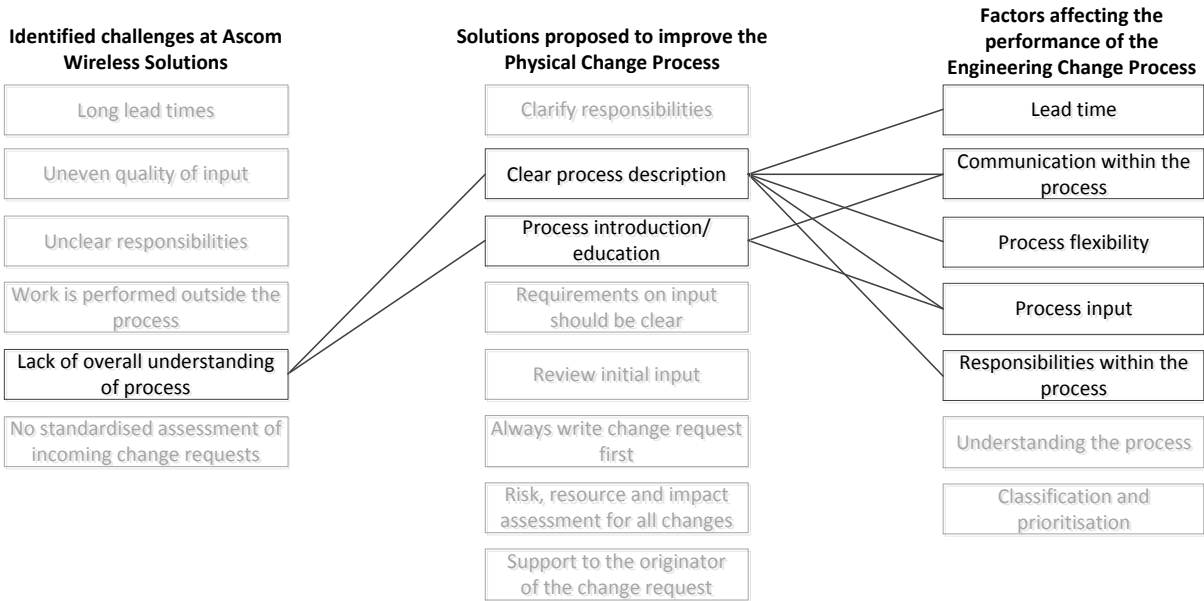 Identified challenges at Ascom
Wireless Solutions
Long lead times
Uneven quality of input
Unclear responsibilities
Work is performed outside the
process
Lack of overall understanding
of process
No standardised assessment of
incoming change requests
Solutions proposed to improve the
Physical Change Process
Clarify responsibilities
Clear process description
Process introduction/
education
Requirements on input
should be clear
Review initial input
Always write change request
first
Risk, resource and impact
assessment for all changes
Support to the originator
of the change request
Factors affecting the
performance of the
Engineering Change Process
Lead time
Communication within the
process
Process flexibility
Process input
Responsibilities within the
process
Understanding the process
Classification and
prioritisation